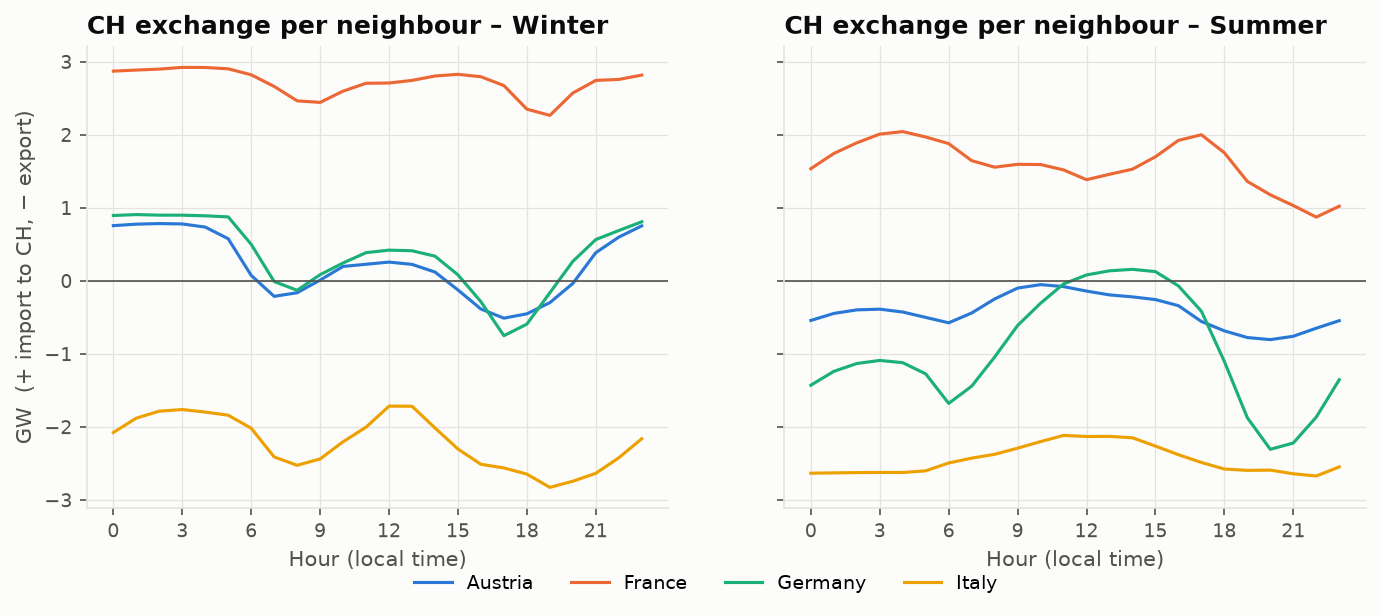 CH exchange per neighbour – Winter
CH exchange per neighbour – Summer
GW  (+ import to CH, − export)
3
2
1
0
−1
−2
−3
0 3 6 9 12 15 18 21
0 3 6 9 12 15 18 21
Hour (local time)
Hour (local time)
Austria France Germany Italy